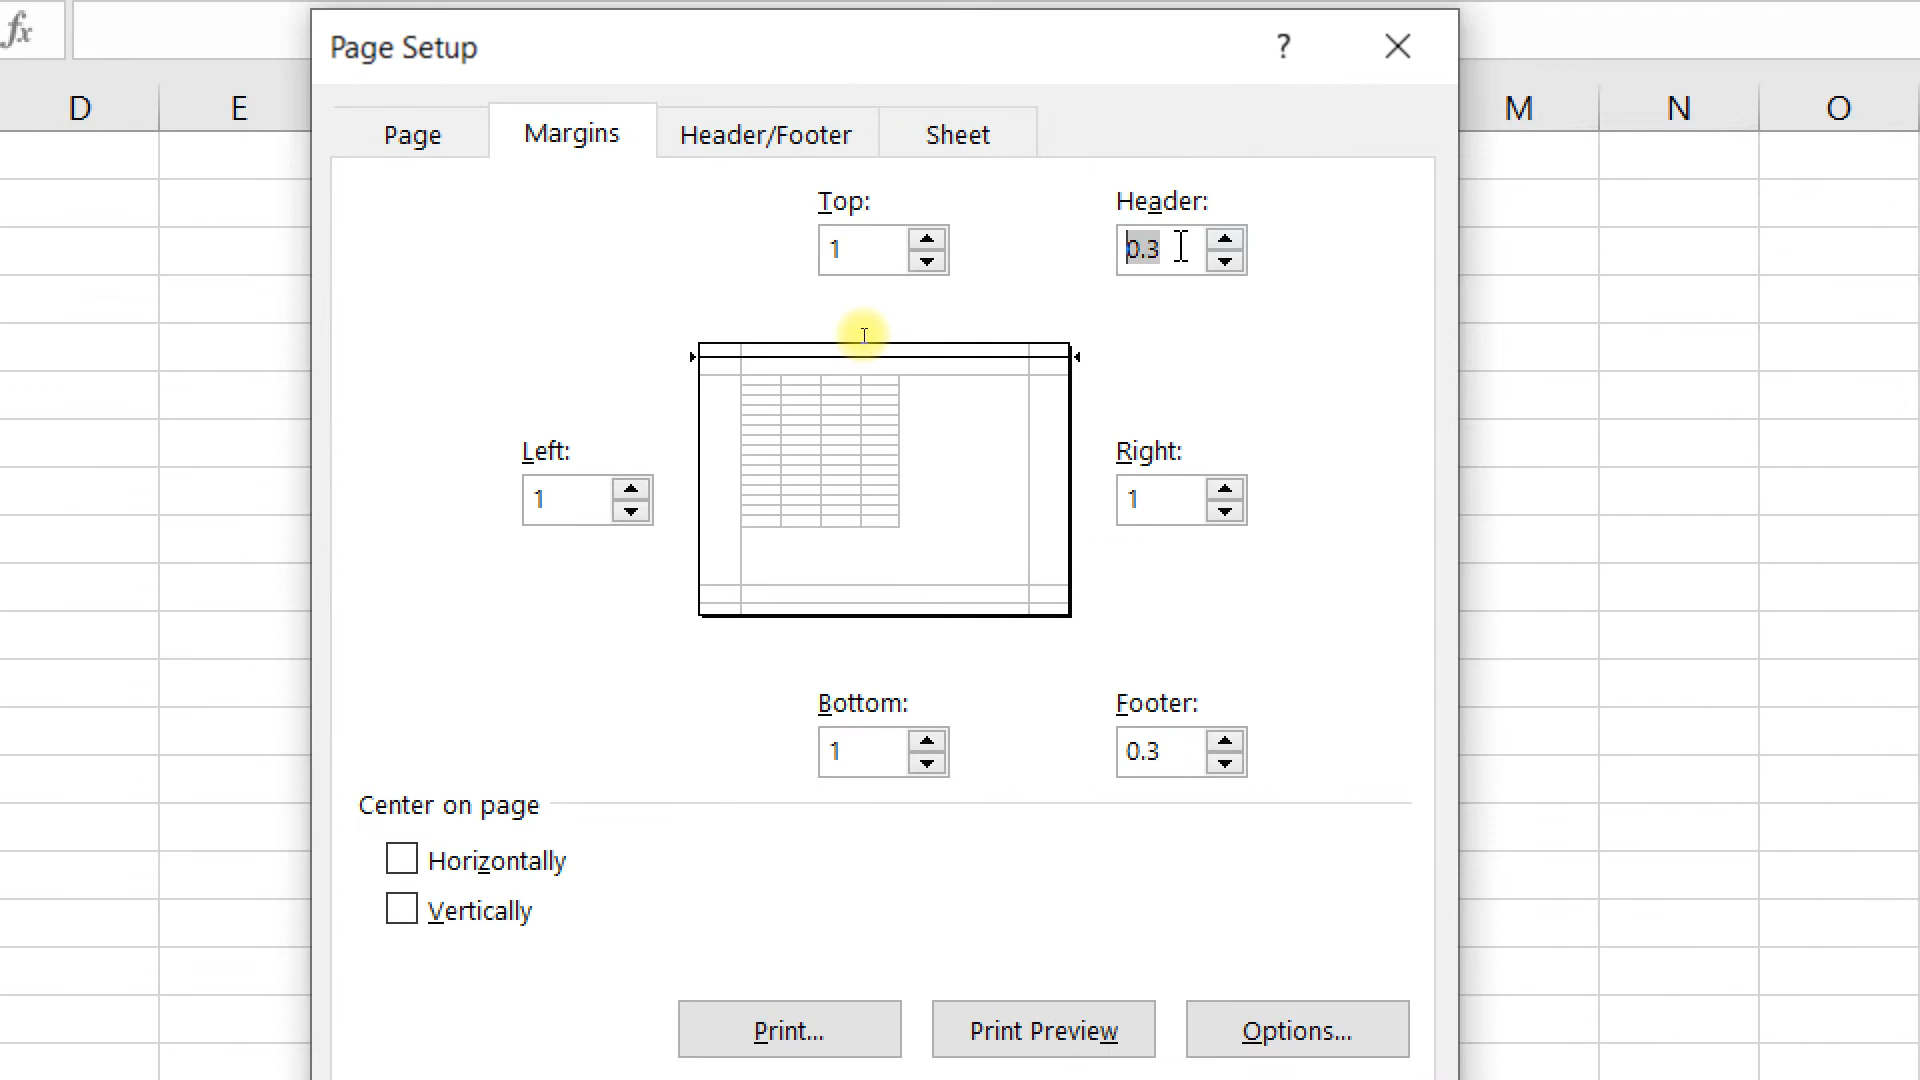 fx
Page Setup ?
D E M N O
Page Margins Header/Footer Sheet
Top: Header:
1 0.3
Left: Right:
1 1
Bottom: Footer:
1 0.3
Center on page
Horizontally
Vertically
Print... Print Preview Options...